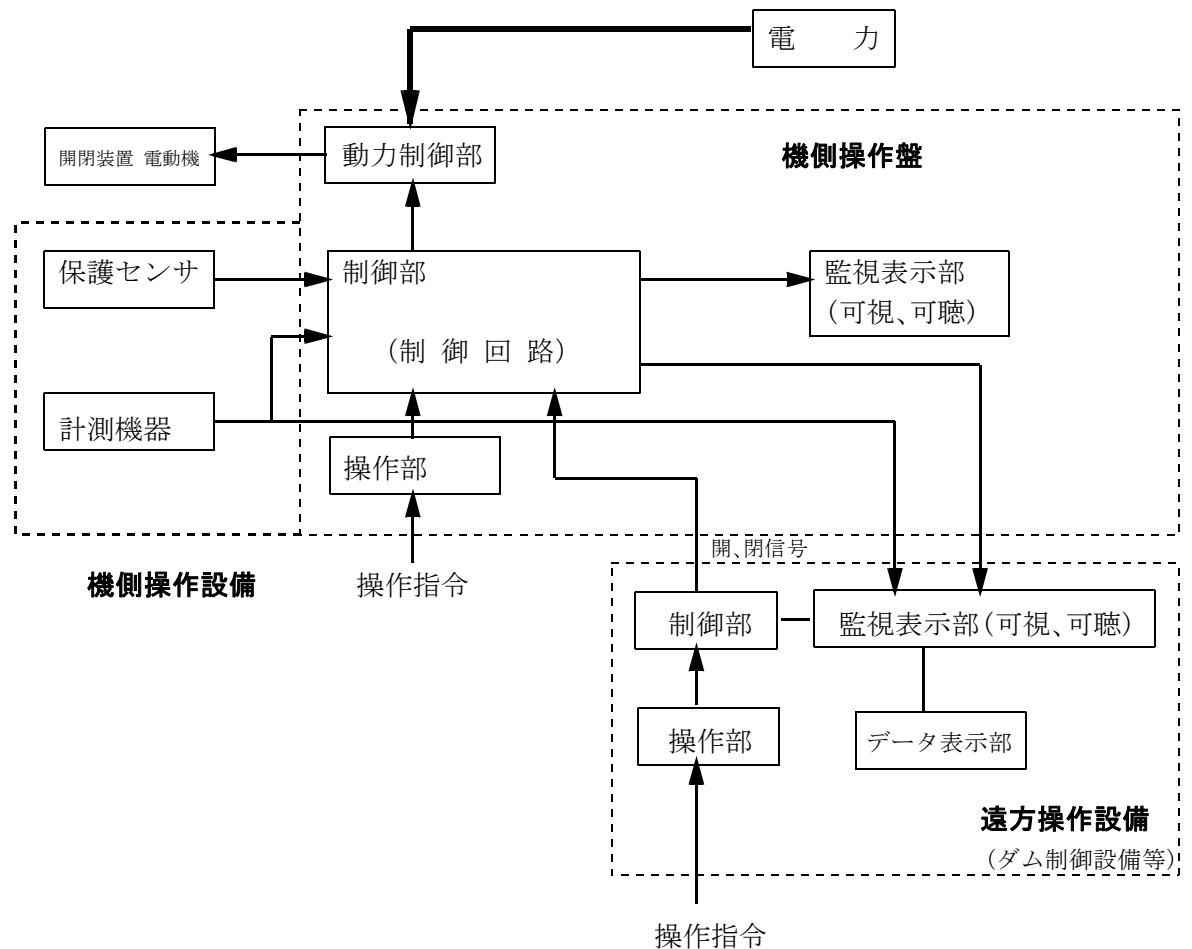 電　　力
開閉装置 電動機
動力制御部
機側操作盤
保護センサ
制御部
監視表示部
(可視、可聴)
(制 御 回 路)
計測機器
操作部
開、閉信号
機側操作設備
操作指令
制御部
監視表示部(可視、可聴)
操作部
データ表示部
遠方操作設備
(ダム制御設備等)
操作指令